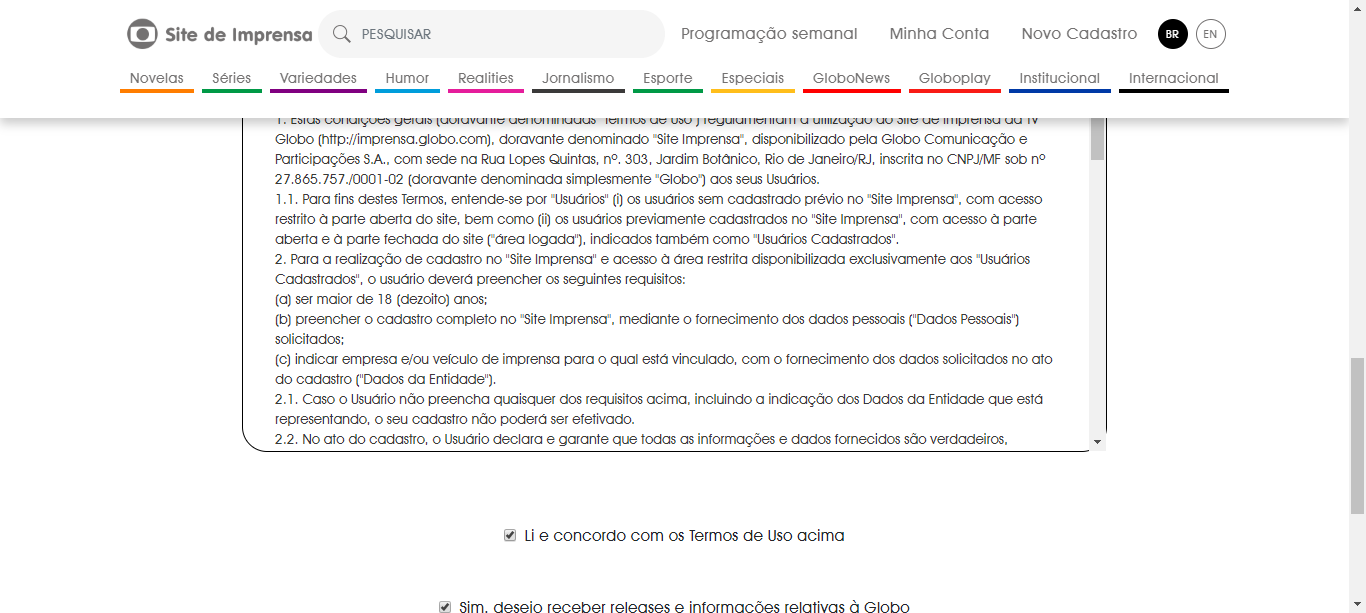 Site de Imprensa
PESQUISAR
Programação semanal
Minha Conta
Novo Cadastro
BR
EN
Novelas
Séries
Variedades
Humor
Realities
Jornalismo
Esporte
Especiais
GloboNews
Globoplay
Institucional
Internacional
1. Estas condições gerais (doravante denominadas "Termos de Uso") regulamentam a utilização do Site de Imprensa da TV
Globo (http://imprensa.globo.com), doravante denominado "Site Imprensa", disponibilizado pela Globo Comunicação e
Participações S.A., com sede na Rua Lopes Quintas, nº. 303, Jardim Botânico, Rio de Janeiro/RJ, inscrita no CNPJ/MF sob nº
27.865.757./0001-02 (doravante denominada simplesmente "Globo") aos seus Usuários.
1.1. Para fins destes Termos, entende-se por "Usuários" (i) os usuários sem cadastrado prévio no "Site Imprensa", com acesso
restrito à parte aberta do site, bem como (ii) os usuários previamente cadastrados no "Site Imprensa", com acesso à parte
aberta e à parte fechada do site ("área logada"), indicados também como "Usuários Cadastrados".
2. Para a realização de cadastro no "Site Imprensa" e acesso à área restrita disponibilizada exclusivamente aos "Usuários
Cadastrados", o usuário deverá preencher os seguintes requisitos:
(a) ser maior de 18 (dezoito) anos;
(b) preencher o cadastro completo no "Site Imprensa", mediante o fornecimento dos dados pessoais ("Dados Pessoais")
solicitados;
(c) indicar empresa e/ou veículo de imprensa para o qual está vinculado, com o fornecimento dos dados solicitados no ato
do cadastro ("Dados da Entidade").
2.1. Caso o Usuário não preencha quaisquer dos requisitos acima, incluindo a indicação dos Dados da Entidade que está
representando, o seu cadastro não poderá ser efetivado.
2.2. No ato do cadastro, o Usuário declara e garante que todas as informações e dados fornecidos são verdadeiros,
Li e concordo com os Termos de Uso acima
Sim, desejo receber releases e informações relativas à Globo